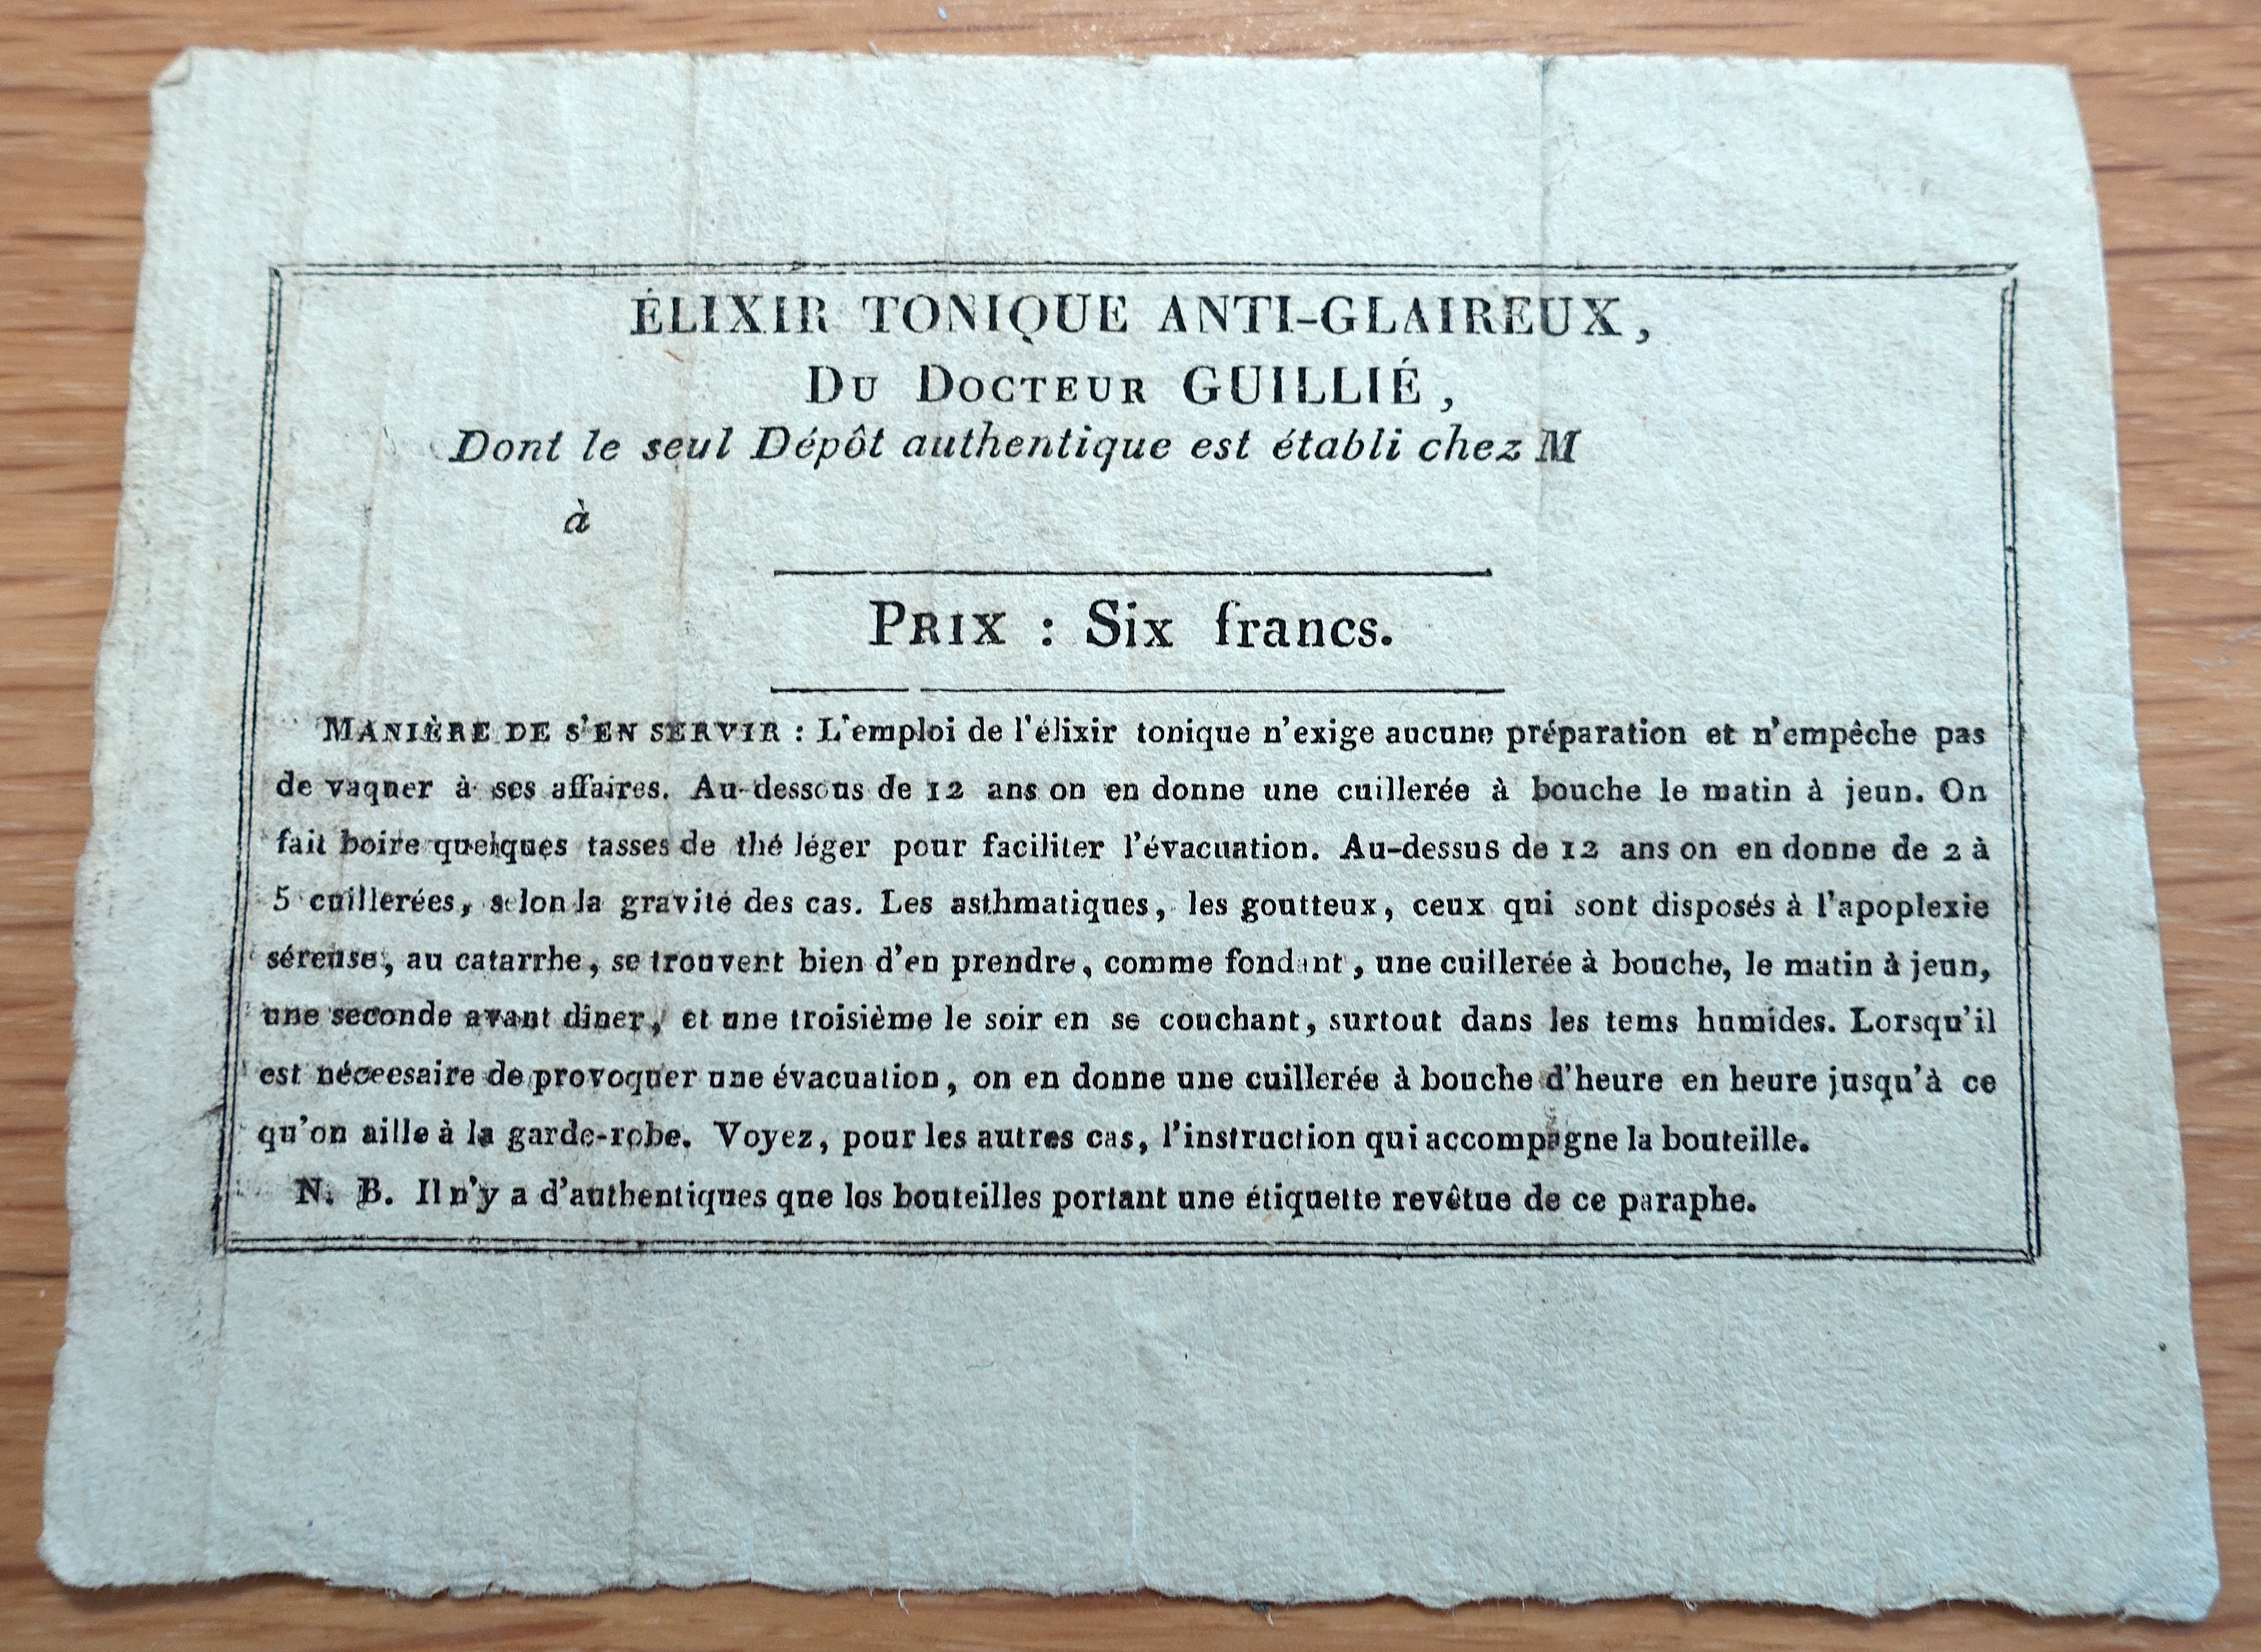 ÉLIXIR TONIQUE ANTI-GLAIREUX,
DU DOCTEUR GUILLIÉ,
Dont le seul Dépôt authentique est établi chez M
à
PRIX : Six francs.
MANIÈRE DE S'EN SERVIR : L'emploi de l'élixir tonique n'exige aucune préparation et n'empêche pas
de vaquer à ses affaires. Au-dessous de 12 ans on en donne une cuillerée à bouche le matin à jeun. On
fait boire quelques tasses de thé léger pour faciliter l'évacuation. Au-dessus de 12 ans on en donne de 2 à
5 cuillerées, selon la gravité des cas. Les asthmatiques, les goutteux, ceux qui sont disposés à l'apoplexie
séreuse, au catarrhe, se trouvent bien d'en prendre, comme fondant, une cuillerée à bouche, le matin à jeun,
une seconde avant dîner, et une troisième le soir en se couchant, surtout dans les tems humides. Lorsqu'il
est néceesaire de provoquer une évacuation, on en donne une cuillerée à bouche d'heure en heure jusqu'à ce
qu'on aille à la garde-robe. Voyez, pour les autres cas, l'instruction qui accompagne la bouteille.
N. B. Il n'y a d'authentiques que les bouteilles portant une étiquette revêtue de ce paraphe.